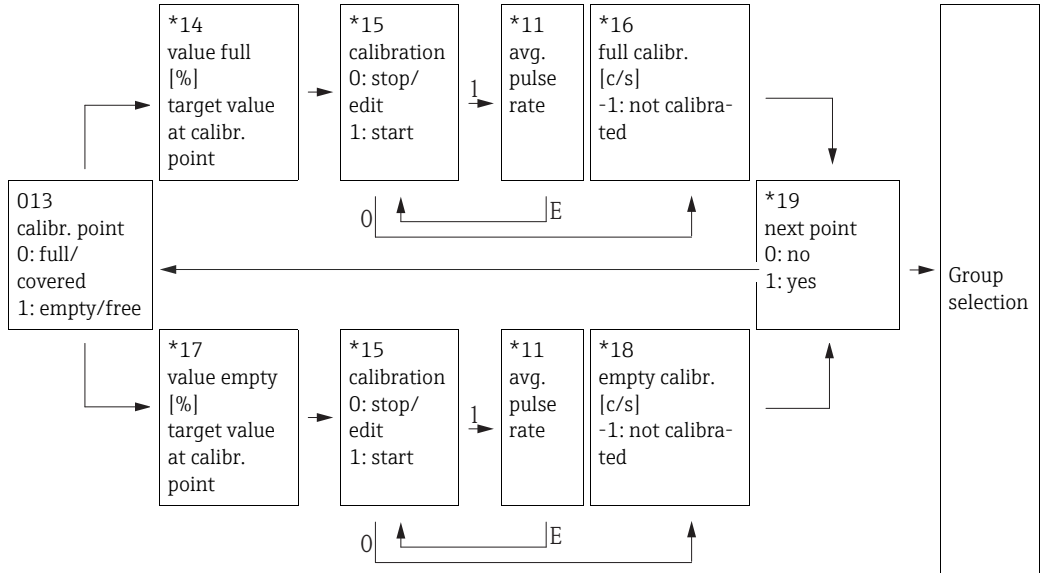 *14
value full
[%]
target value
at calibr.
point
*15
calibration
0: stop/
edit
1: start
1
*11
avg.
pulse
rate
*16
full calibr.
[c/s]
-1: not calibra-
ted
0
E
013
calibr. point
0: full/
covered
1: empty/free
*19
next point
0: no
1: yes
Group
selection
*17
value empty
[%]
target value
at calibr.
point
*15
calibration
0: stop/
edit
1: start
1
*11
avg.
pulse
rate
*18
empty calibr.
[c/s]
-1: not calibra-
ted
0
E